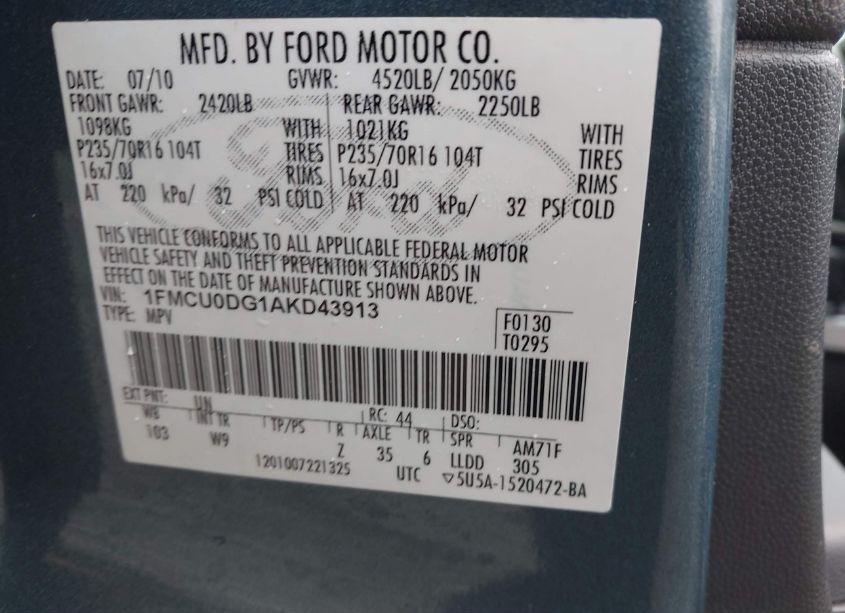 MFD. BY FORD MOTOR CO.
DATE: 07/10 GVWR: 4520LB/ 2050KG
FRONT GAWR: 2420LB REAR GAWR: 2250LB
1098KG WITH 1021KG WITH
P235/70R16 104T TIRES P235/70R16 104T TIRES
16x7.0J RIMS 16x7.0J RIMS
AT 220 kPa/ 32 PSI COLD AT 220 kPa/ 32 PSI COLD
Ford
THIS VEHICLE CONFORMS TO ALL APPLICABLE FEDERAL MOTOR
VEHICLE SAFETY AND THEFT PREVENTION STANDARDS IN
EFFECT ON THE DATE OF MANUFACTURE SHOWN ABOVE.
VIN: 1FMCU0DG1AKD43913
TYPE: MPV
F0130
T0295
EXT PNT: UN RC: 44 DSO:
WB INT TR TP/PS R AXLE TR SPR AM71F
103 W9 Z 35 6 LLDD 305
1201007221325 UTC ▽5U5A-1520472-BA